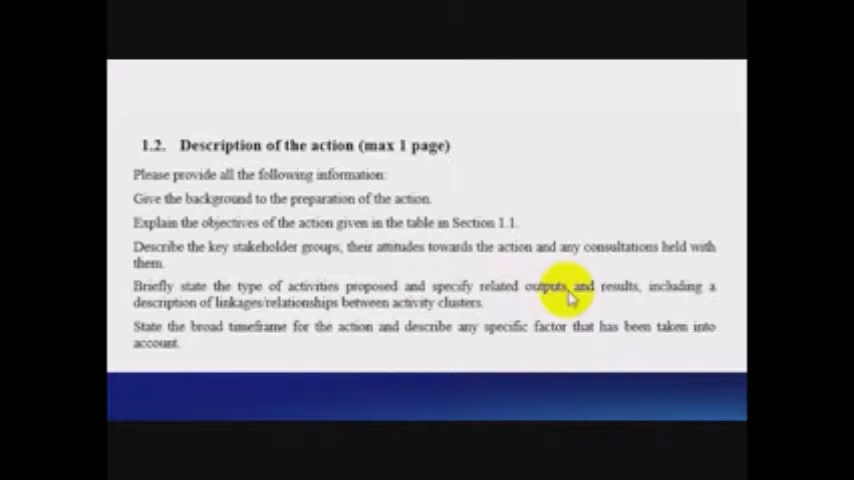 1.2. Description of the action (max 1 page)
Please provide all the following information:
Give the background to the preparation of the action.
Explain the objectives of the action given in the table in Section 1.1.
Describe the key stakeholder groups, their attitudes towards the action and any consultations held with
them.
Briefly state the type of activities proposed and specify related outputs and results, including a
description of linkages/relationships between activity clusters.
State the broad timeframe for the action and describe any specific factor that has been taken into
account.